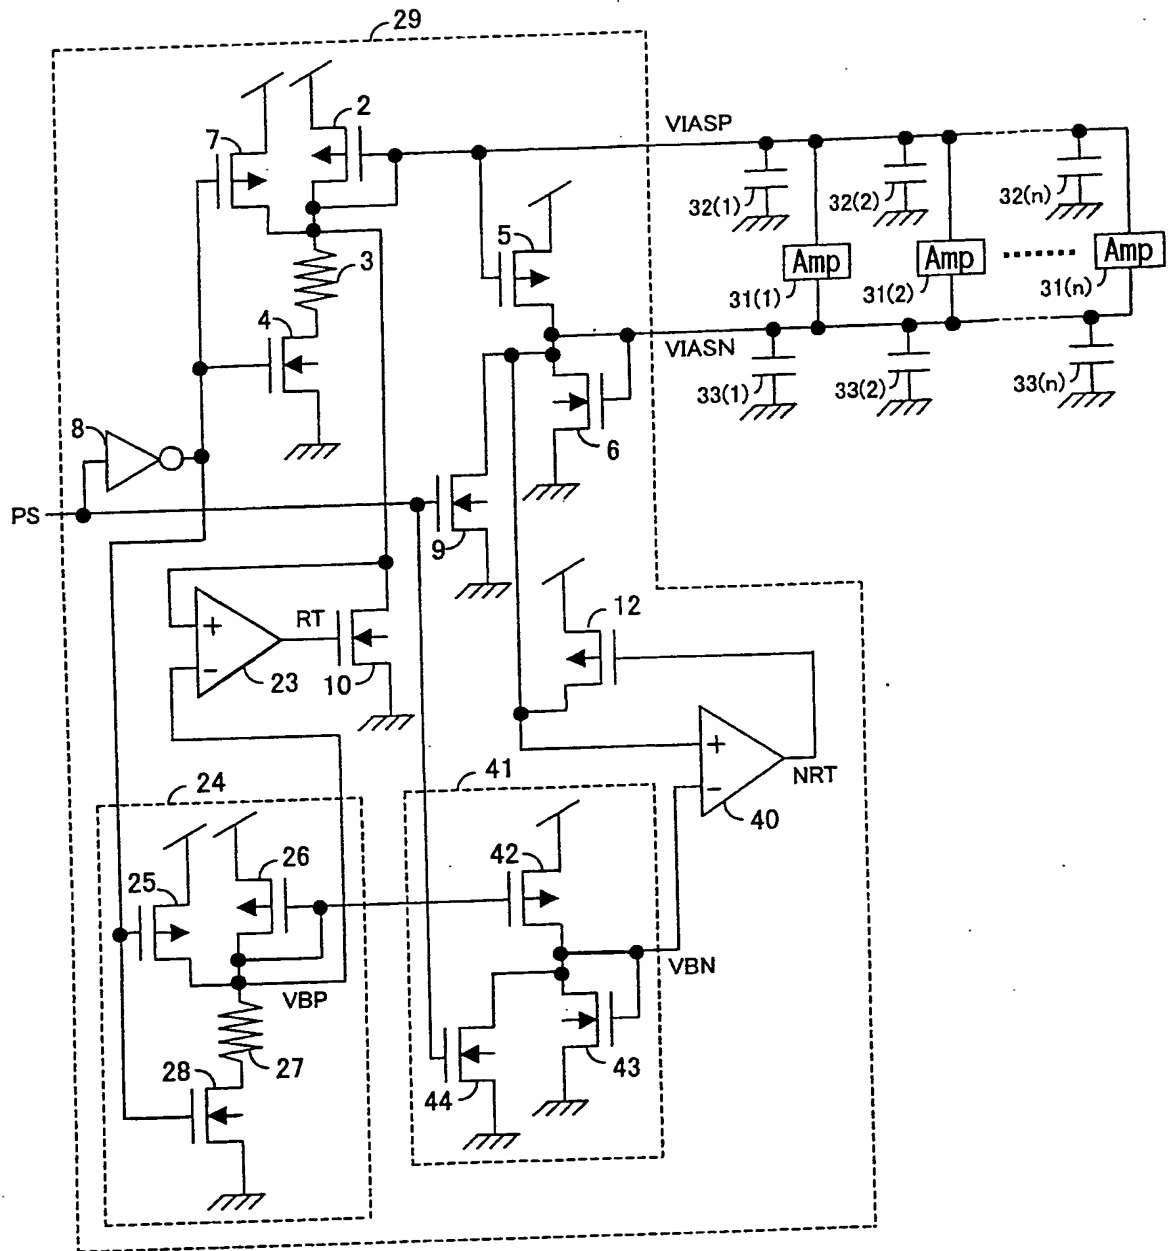 29
2
7
VIASP
32(1)
32(2)
32(n)
5
3
Amp
Amp
Amp
31(1)
31(2)
31(n)
4
VIASN
33(1)
33(2)
33(n)
8
6
PS
9
12
+
RT
-
23
10
+
NRT
-
40
24
41
26
42
25
VBP
VBN
27
28
43
44